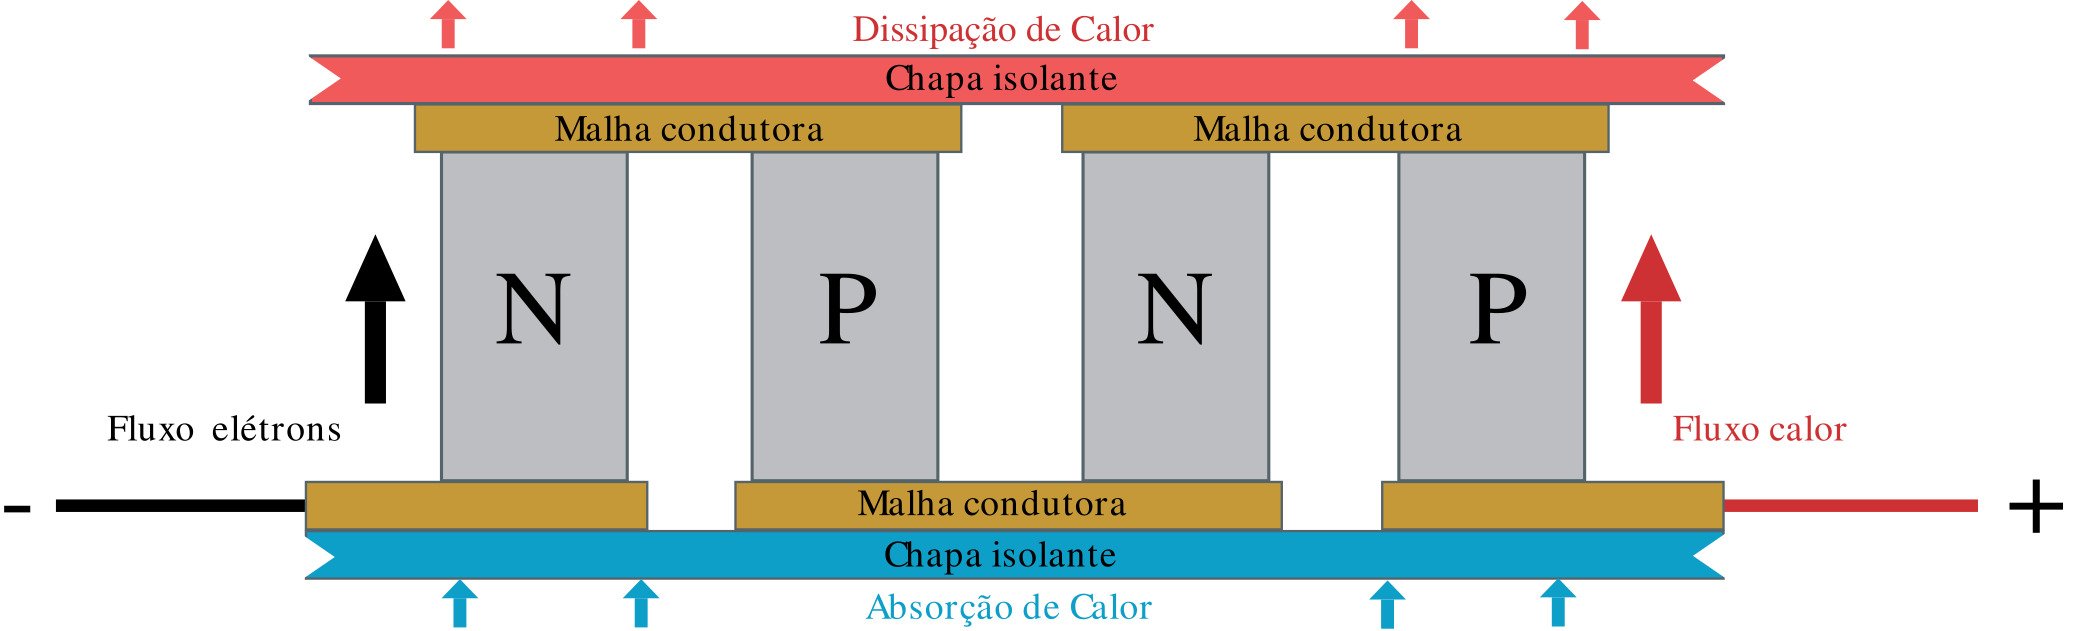 Dissipação de Calor
Chapa isolante
Malha condutora Malha condutora
N P N P
Fluxo elétrons Fluxo calor
- Malha condutora +
Chapa isolante
Absorção de Calor